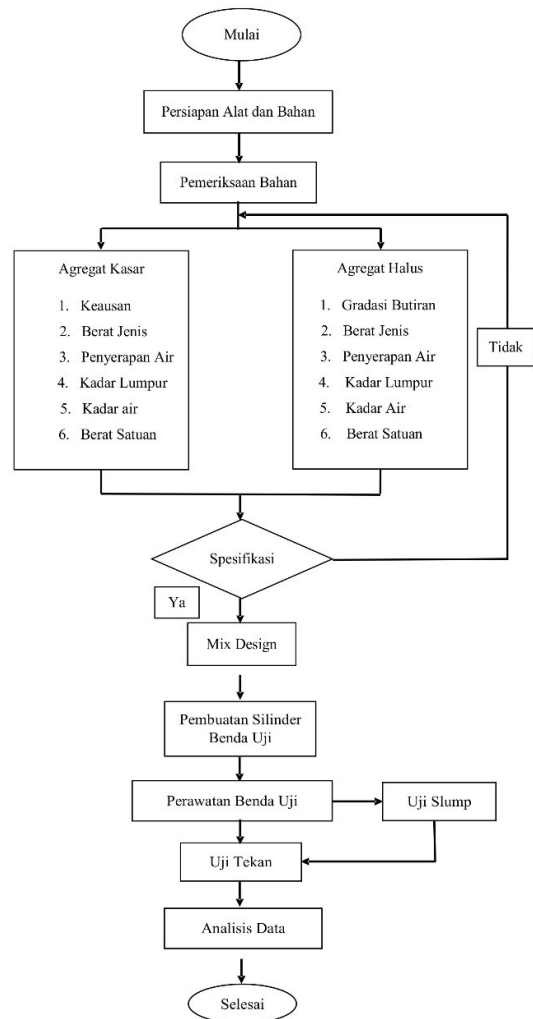 Mulai
Persiapan Alat dan Bahan
Pemeriksaan Bahan
Agregat Kasar
1. Keausan
2. Berat Jenis
3. Penyerapan Air
4. Kadar Lumpur
5. Kadar air
6. Berat Satuan
Agregat Halus
1. Gradasi Butiran
2. Berat Jenis
3. Penyerapan Air
4. Kadar Lumpur
5. Kadar Air
6. Berat Satuan
Tidak
Spesifikasi
Ya
Mix Design
Pembuatan Silinder
Benda Uji
Perawatan Benda Uji
Uji Slump
Uji Tekan
Analisis Data
Selesai